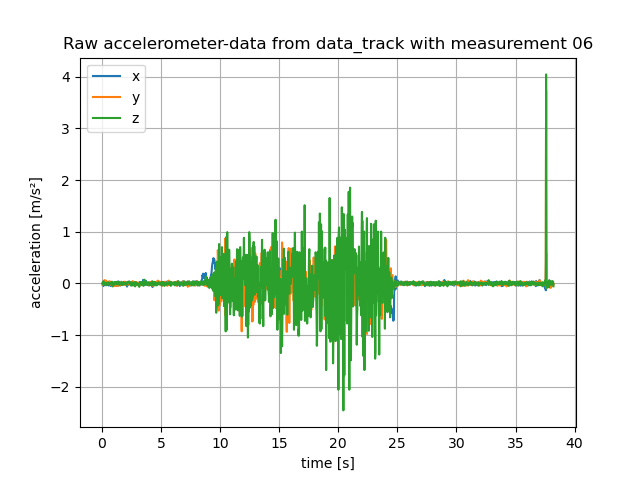 Raw accelerometer-data from data_track with measurement 06
x
y
z
4
3
2
1
0
−1
−2
acceleration [m/s²]
0 5 10 15 20 25 30 35 40
time [s]